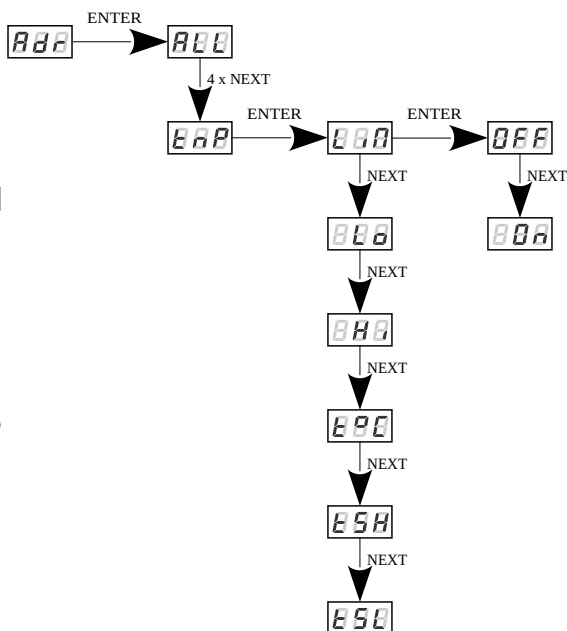 ENTER
Adr ALL
4 x NEXT
ENTER ENTER
tnP Lin OFF
NEXT NEXT
Lo On
NEXT
Hi
NEXT
t°C
NEXT
tSH
NEXT
tSL